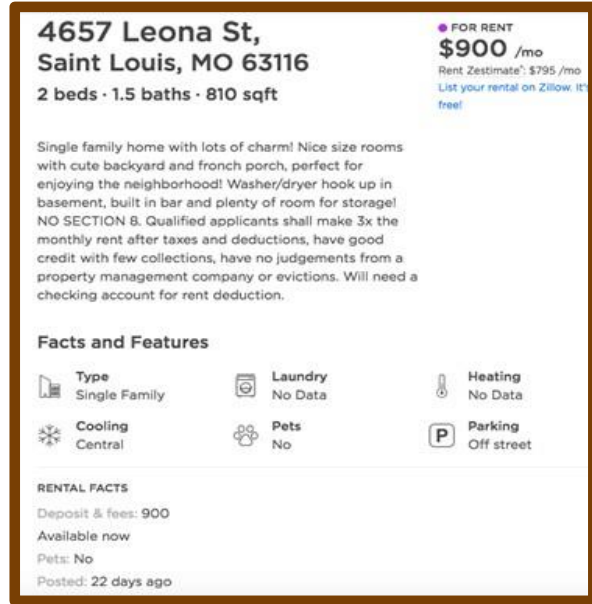 4657 Leona St,
Saint Louis, MO 63116
2 beds · 1.5 baths · 810 sqft
FOR RENT
$900 /mo
Rent Zestimate®: $795 /mo
List your rental on Zillow. It's
free!
Single family home with lots of charm! Nice size rooms
with cute backyard and fronch porch, perfect for
enjoying the neighborhood! Washer/dryer hook up in
basement, built in bar and plenty of room for storage!
NO SECTION 8. Qualified applicants shall make 3x the
monthly rent after taxes and deductions, have good
credit with few collections, have no judgements from a
property management company or evictions. Will need a
checking account for rent deduction.
Facts and Features
Type
Single Family
Laundry
No Data
Heating
No Data
Cooling
Central
Pets
No
P
Parking
Off street
RENTAL FACTS
Deposit & fees: 900
Available now
Pets: No
Posted: 22 days ago